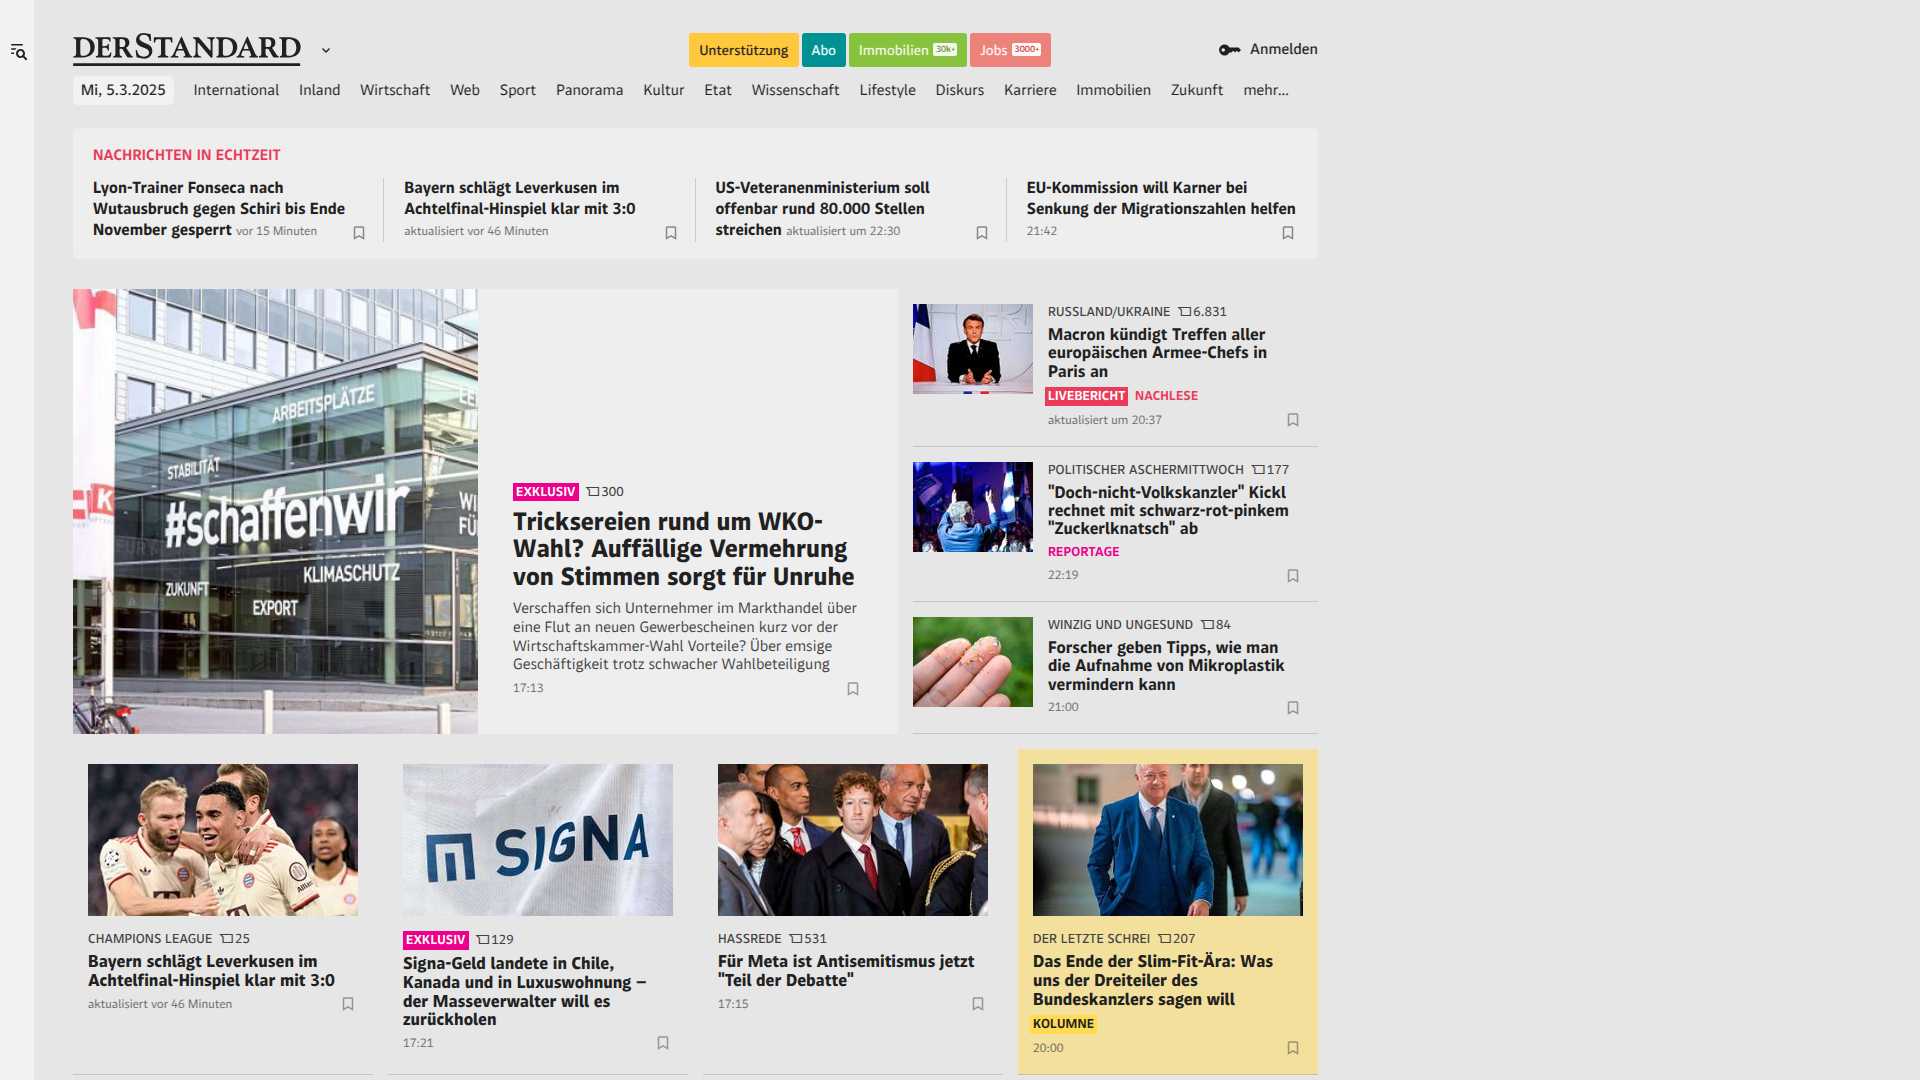 DERSTANDARD
Unterstützung
Abo
Immobilien 30k+
Jobs 3000+
Anmelden
Mi, 5.3.2025
International
Inland
Wirtschaft
Web
Sport
Panorama
Kultur
Etat
Wissenschaft
Lifestyle
Diskurs
Karriere
Immobilien
Zukunft
mehr...
NACHRICHTEN IN ECHTZEIT
Lyon-Trainer Fonseca nach
Wutausbruch gegen Schiri bis Ende
November gesperrt vor 15 Minuten
Bayern schlägt Leverkusen im
Achtelfinal-Hinspiel klar mit 3:0
aktualisiert vor 46 Minuten
US-Veteranenministerium soll
offenbar rund 80.000 Stellen
streichen aktualisiert um 22:30
EU-Kommission will Karner bei
Senkung der Migrationszahlen helfen
21:42
ARBEITSPLÄTZE
STABILITÄT
#schaffenwir
ZUKUNFT
KLIMASCHUTZ
EXPORT
EXKLUSIV 300
Tricksereien rund um WKO-
Wahl? Auffällige Vermehrung
von Stimmen sorgt für Unruhe
Verschaffen sich Unternehmer im Markthandel über
eine Flut an neuen Gewerbescheinen kurz vor der
Wirtschaftskammer-Wahl Vorteile? Über emsige
Geschäftigkeit trotz schwacher Wahlbeteiligung
17:13
RUSSLAND/UKRAINE 6.831
Macron kündigt Treffen aller
europäischen Armee-Chefs in
Paris an
LIVEBERICHT NACHLESE
aktualisiert um 20:37
POLITISCHER ASCHERMITTWOCH 177
"Doch-nicht-Volkskanzler" Kickl
rechnet mit schwarz-rot-pinkem
"Zuckerlknatsch" ab
REPORTAGE
22:19
WINZIG UND UNGESUND 84
Forscher geben Tipps, wie man
die Aufnahme von Mikroplastik
vermindern kann
21:00
CHAMPIONS LEAGUE 25
Bayern schlägt Leverkusen im
Achtelfinal-Hinspiel klar mit 3:0
aktualisiert vor 46 Minuten
SIGNA
EXKLUSIV 129
Signa-Geld landete in Chile,
Kanada und in Luxuswohnung –
der Masseverwalter will es
zurückholen
17:21
HASSREDE 531
Für Meta ist Antisemitismus jetzt
"Teil der Debatte"
17:15
DER LETZTE SCHREI 207
Das Ende der Slim-Fit-Ära: Was
uns der Dreiteiler des
Bundeskanzlers sagen will
KOLUMNE
20:00